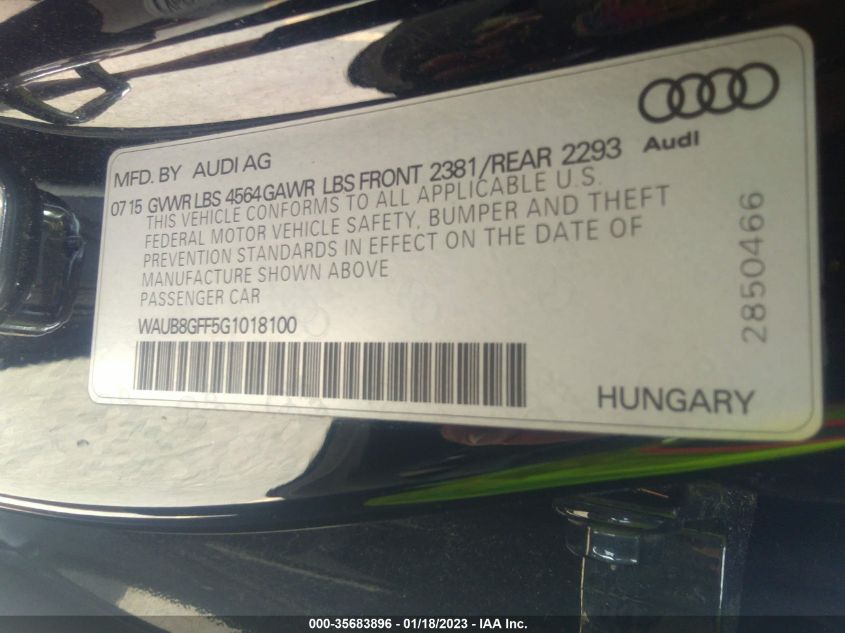 Audi
MFD. BY AUDI AG
07 15 GVWR LBS 4564 GAWR LBS FRONT 2381/REAR 2293
THIS VEHICLE CONFORMS TO ALL APPLICABLE U.S.
FEDERAL MOTOR VEHICLE SAFETY, BUMPER AND THEFT
PREVENTION STANDARDS IN EFFECT ON THE DATE OF
MANUFACTURE SHOWN ABOVE
PASSENGER CAR
WAUB8GFF5G1018100
HUNGARY
2850466
000-35683896 - 01/18/2023 - IAA Inc.